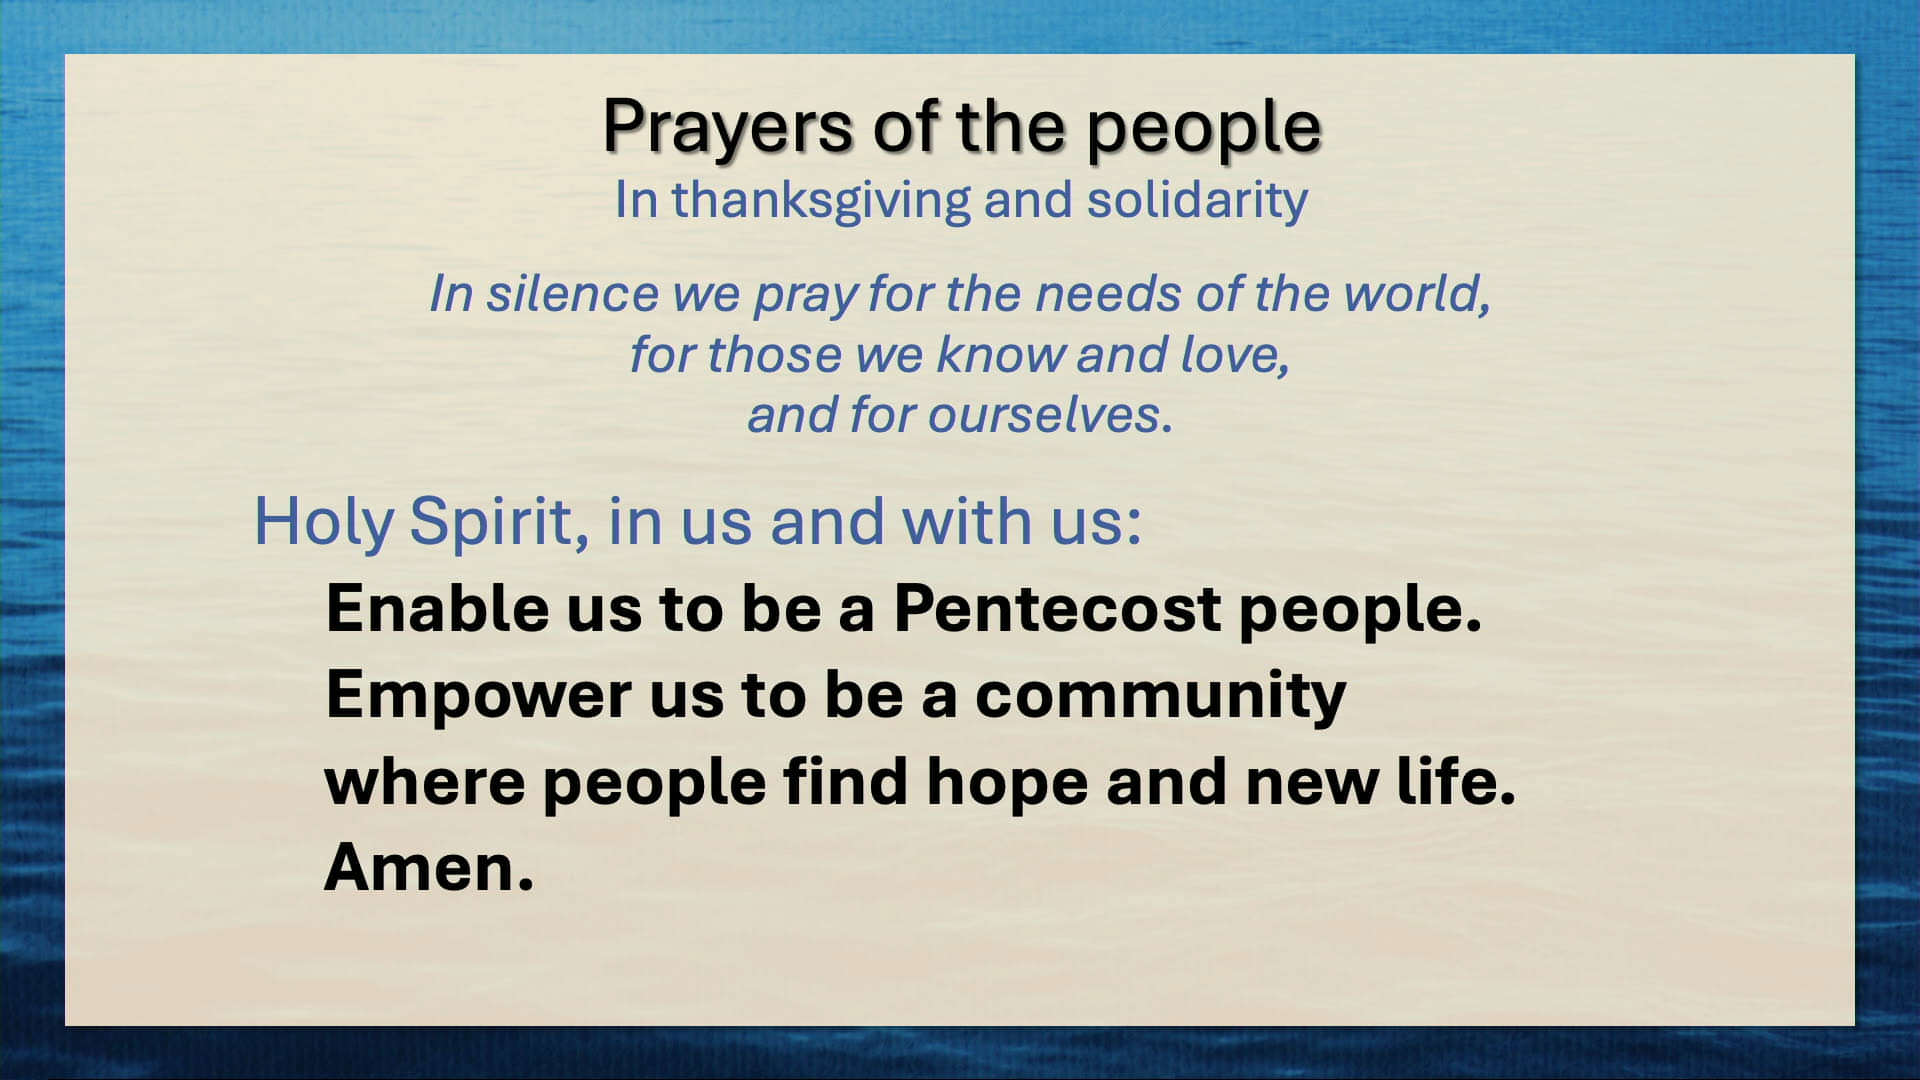 Prayers of the people
In thanksgiving and solidarity
In silence we pray for the needs of the world,
for those we know and love,
and for ourselves.
Holy Spirit, in us and with us:
Enable us to be a Pentecost people.
Empower us to be a community
where people find hope and new life.
Amen.